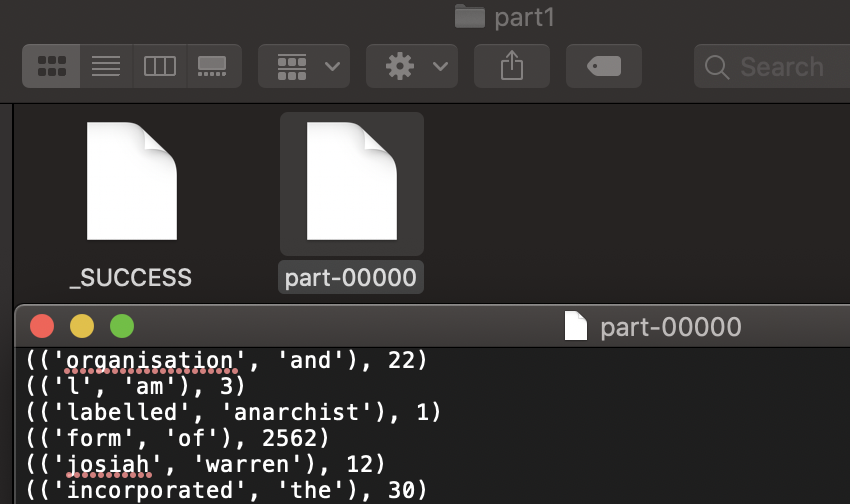 part1
Search
_SUCCESS
part-00000
part-00000
(('organisation', 'and'), 22)
(('l', 'am'), 3)
(('labelled', 'anarchist'), 1)
(('form', 'of'), 2562)
(('josiah', 'warren'), 12)
(('incorporated', 'the'), 30)